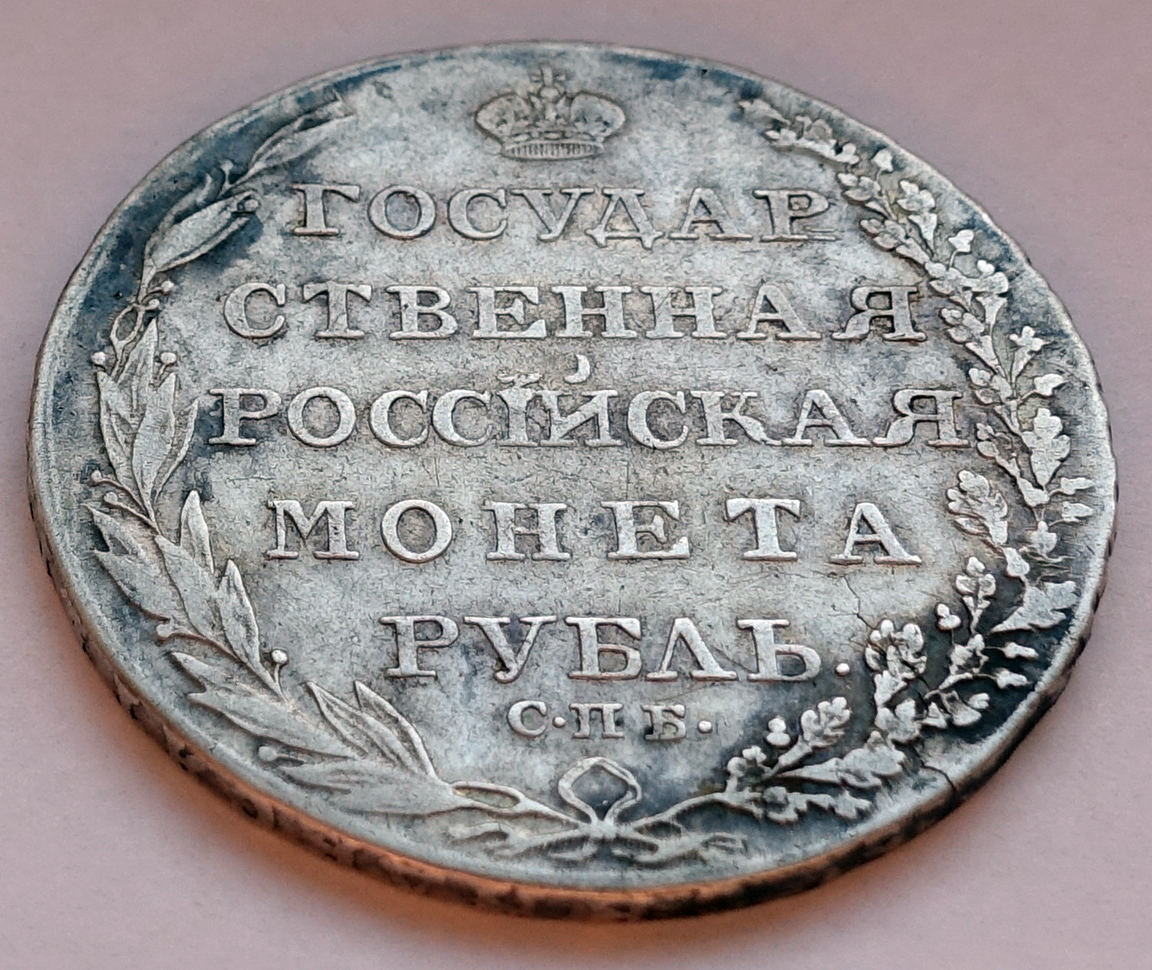 ГОСУДАР
СТВЕННАЯ
РОССІЙСКАЯ
МОНЕТА
РУБЛЬ.
С·П Б·